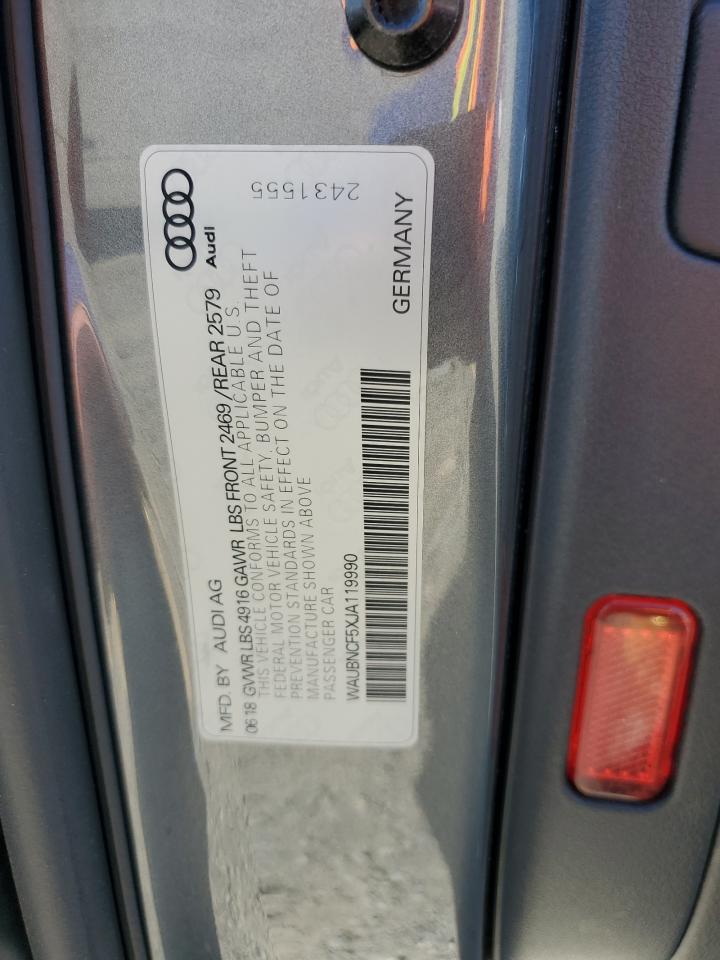 MFD. BY AUDI AG
Audi
06.18 GVWR LBS 4916 GAWR LBS FRONT 2469/REAR 2579
THIS VEHICLE CONFORMS TO ALL APPLICABLE U.S.
FEDERAL MOTOR VEHICLE SAFETY, BUMPER AND THEFT
PREVENTION STANDARDS IN EFFECT ON THE DATE OF
MANUFACTURE SHOWN ABOVE
PASSENGER CAR
2431555
WAUBNCF5XJA119990
GERMANY